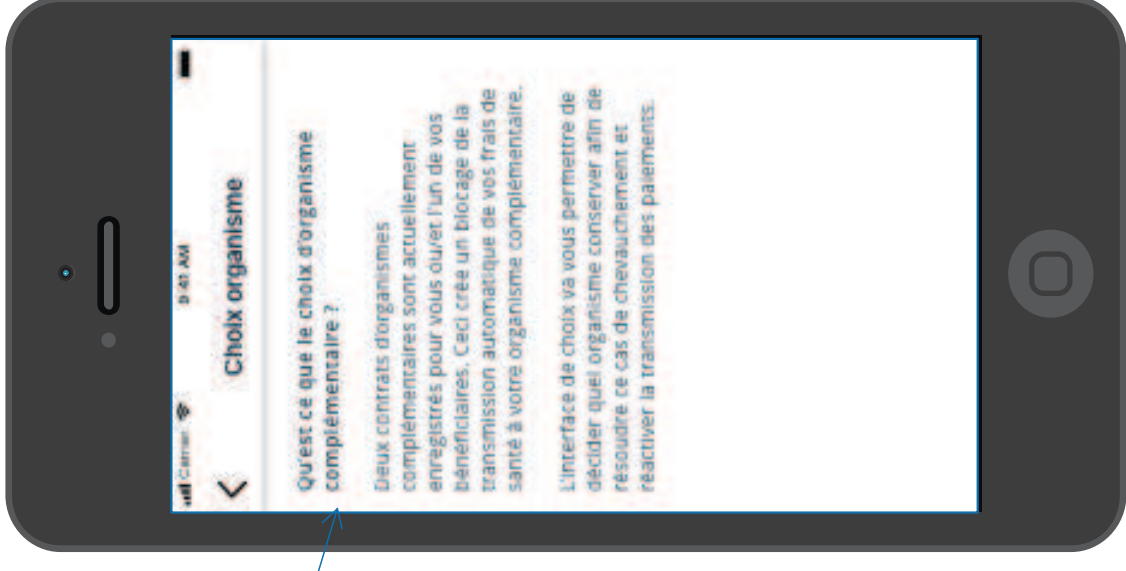 Carrier
9:41 AM
Choix organisme
Qu'est ce que le choix d'organisme
complémentaire ?
Deux contrats d'organismes
complémentaires sont actuellement
enregistrés pour vous ou/et l'un de vos
bénéficiaires. Ceci crée un blocage de la
transmission automatique de vos frais de
santé à votre organisme complémentaire.
L'interface de choix va vous permettre de
décider quel organisme conserver afin de
résoudre ce cas de chevauchement et
réactiver la transmission des paiements.